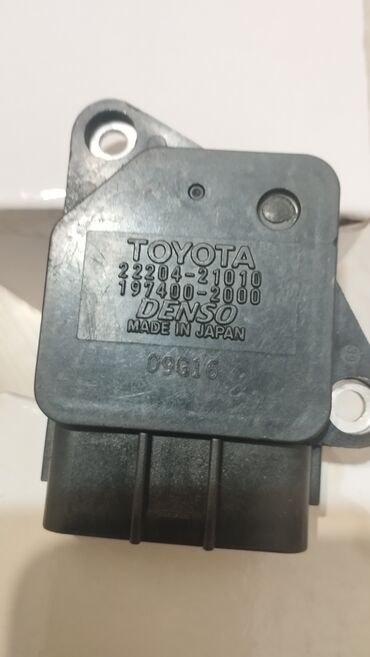 TOYOTA
22204-21010
197400-2000
DENSO
MADE IN JAPAN
09G16